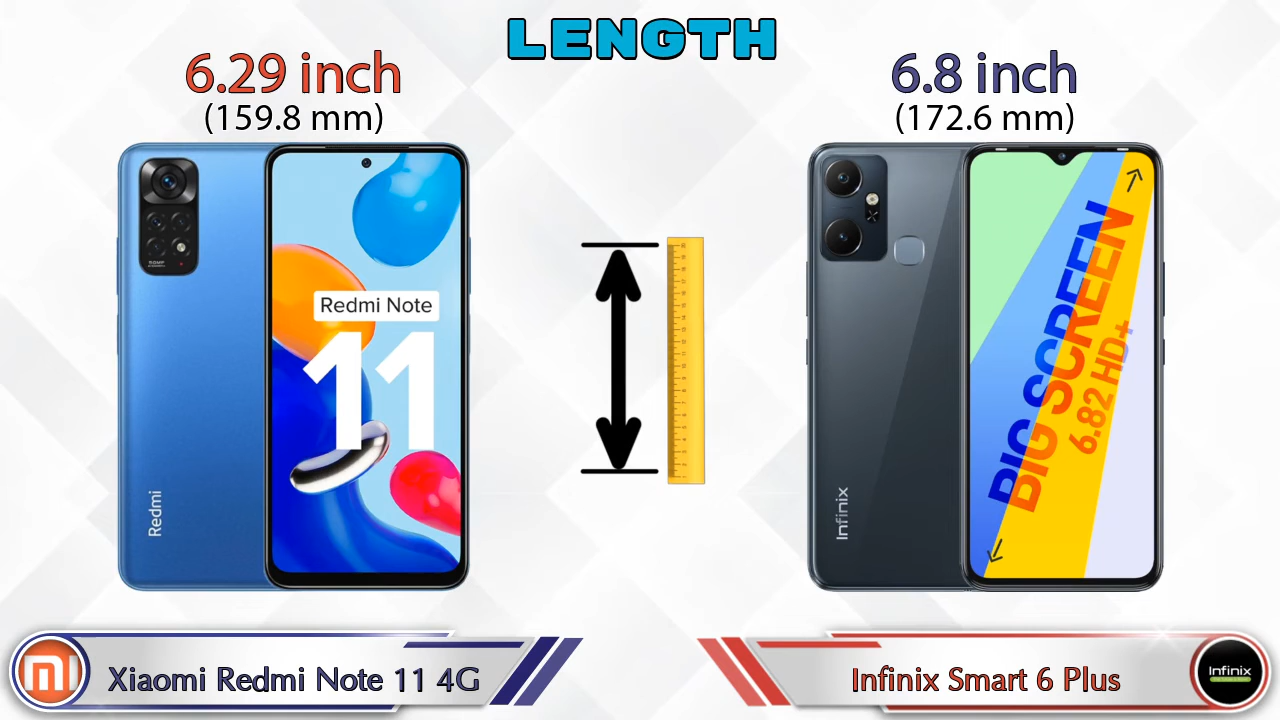 LENGTH
6.29 inch
(159.8 mm)
6.8 inch
(172.6 mm)
Redmi Note
11
Redmi
BIG SCREEN
6.82 HD+
Infinix
Xiaomi Redmi Note 11 4G
Infinix Smart 6 Plus
Infinix